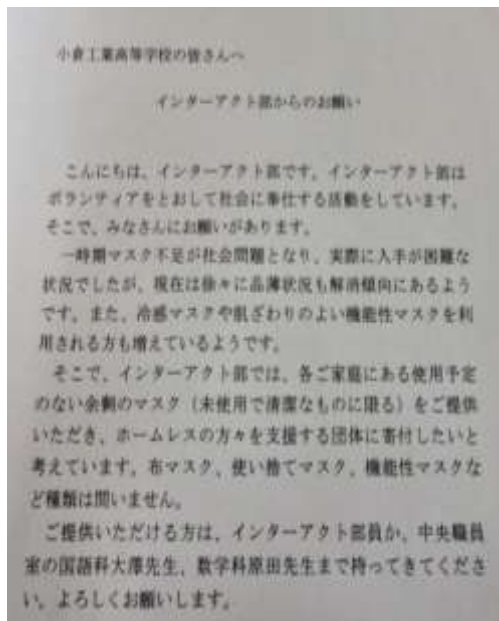 小倉工業高等学校の皆さんへ
インターアクト部からのお願い
こんにちは、インターアクト部です。インターアクト部は
ボランティアをとおして社会に奉仕する活動をしています。
そこで、みなさんにお願いがあります。
一時期マスク不足が社会問題となり、実際に入手が困難な
状況でしたが、現在は徐々に品薄状況も解消傾向にあるよう
です。また、冷感マスクや肌ざわりのよい機能性マスクを利
用される方も増えているようです。
そこで、インターアクト部では、各ご家庭にある使用予定
のない余剰のマスク（未使用で清潔なものに限る）をご提供
いただき、ホームレスの方々を支援する団体に寄付したいと
考えています。布マスク、使い捨てマスク、機能性マスクな
ど種類は問いません。
ご提供いただける方は、インターアクト部員か、中央職員
室の国語科大澤先生、数学科原田先生まで持ってきてくださ
い。よろしくお願いします。